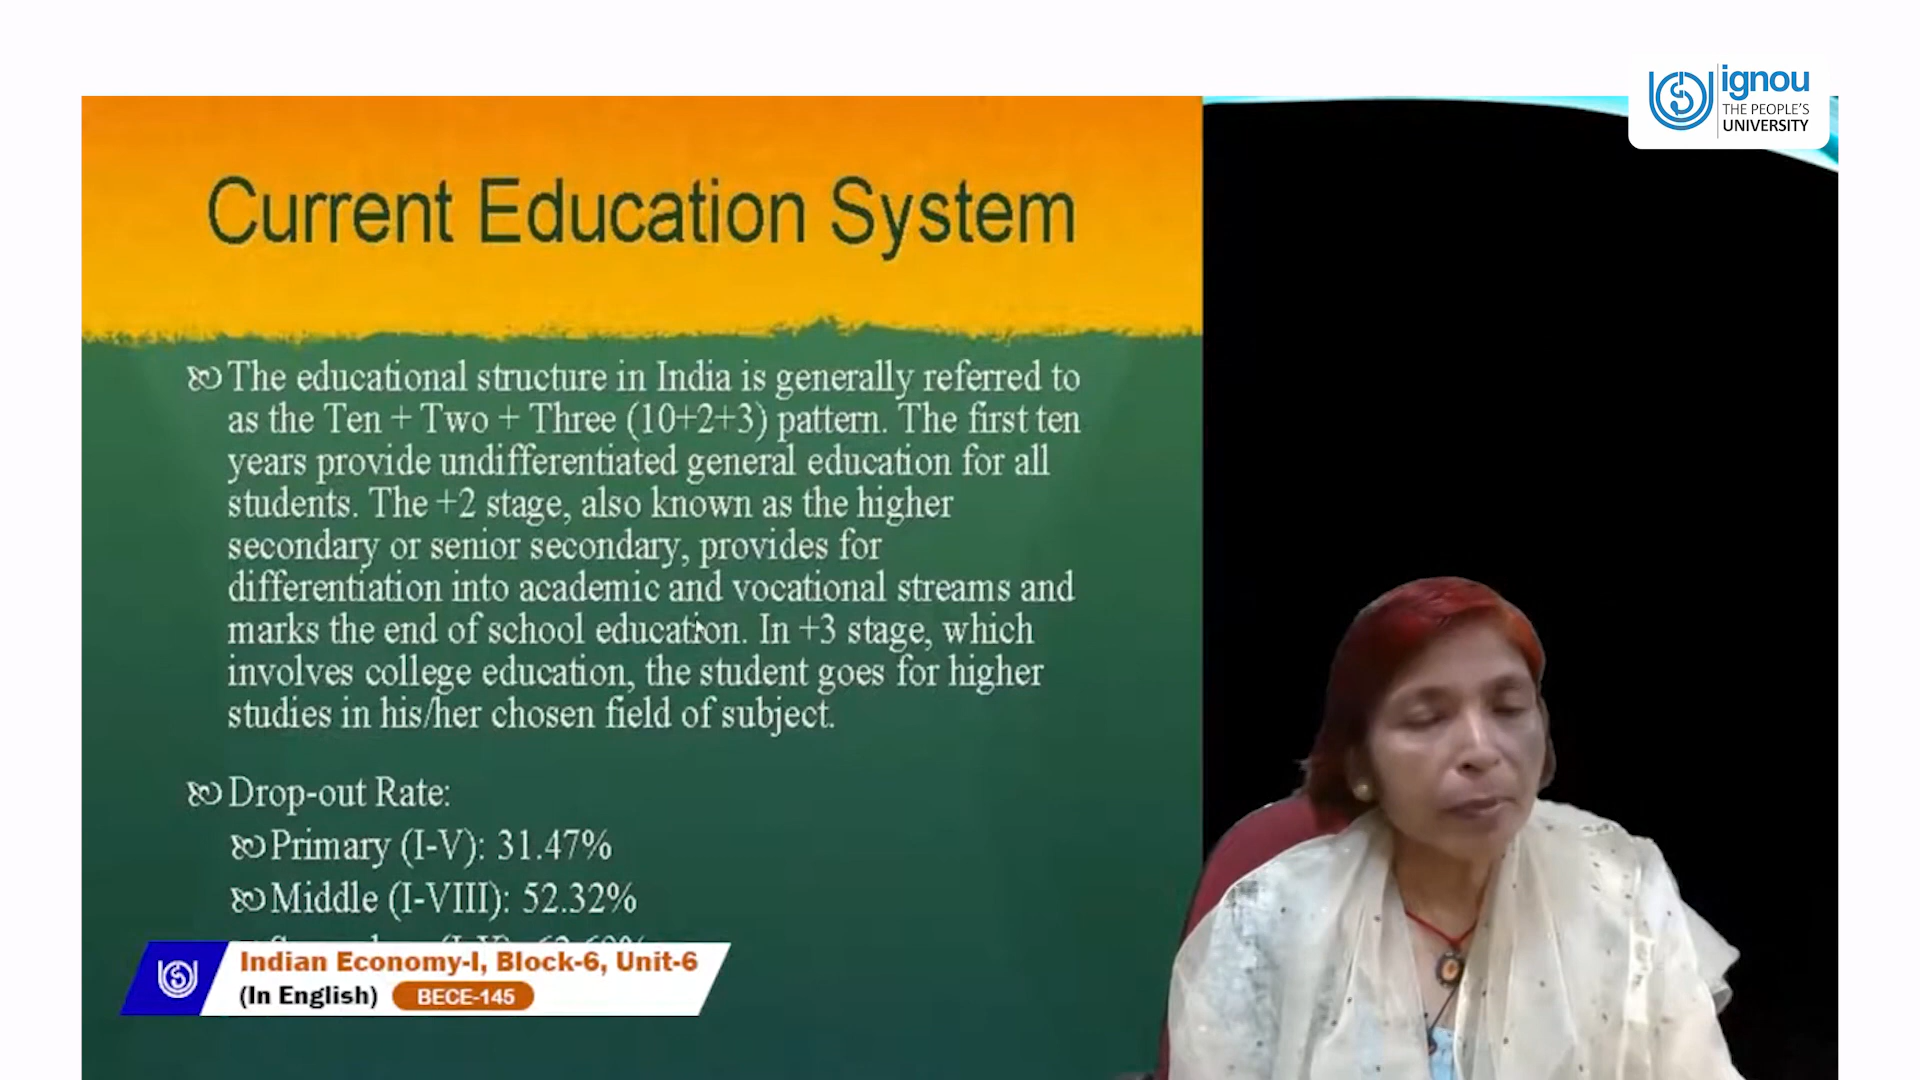 ignou
THE PEOPLE'S
UNIVERSITY
Current Education System
The educational structure in India is generally referred to
as the Ten + Two + Three (10+2+3) pattern. The first ten
years provide undifferentiated general education for all
students. The +2 stage, also known as the higher
secondary or senior secondary, provides for
differentiation into academic and vocational streams and
marks the end of school education. In +3 stage, which
involves college education, the student goes for higher
studies in his/her chosen field of subject.
Drop-out Rate:
Primary (I-V): 31.47%
Middle (I-VIII): 52.32%
Indian Economy-I, Block-6, Unit-6
(In English) BECE-145